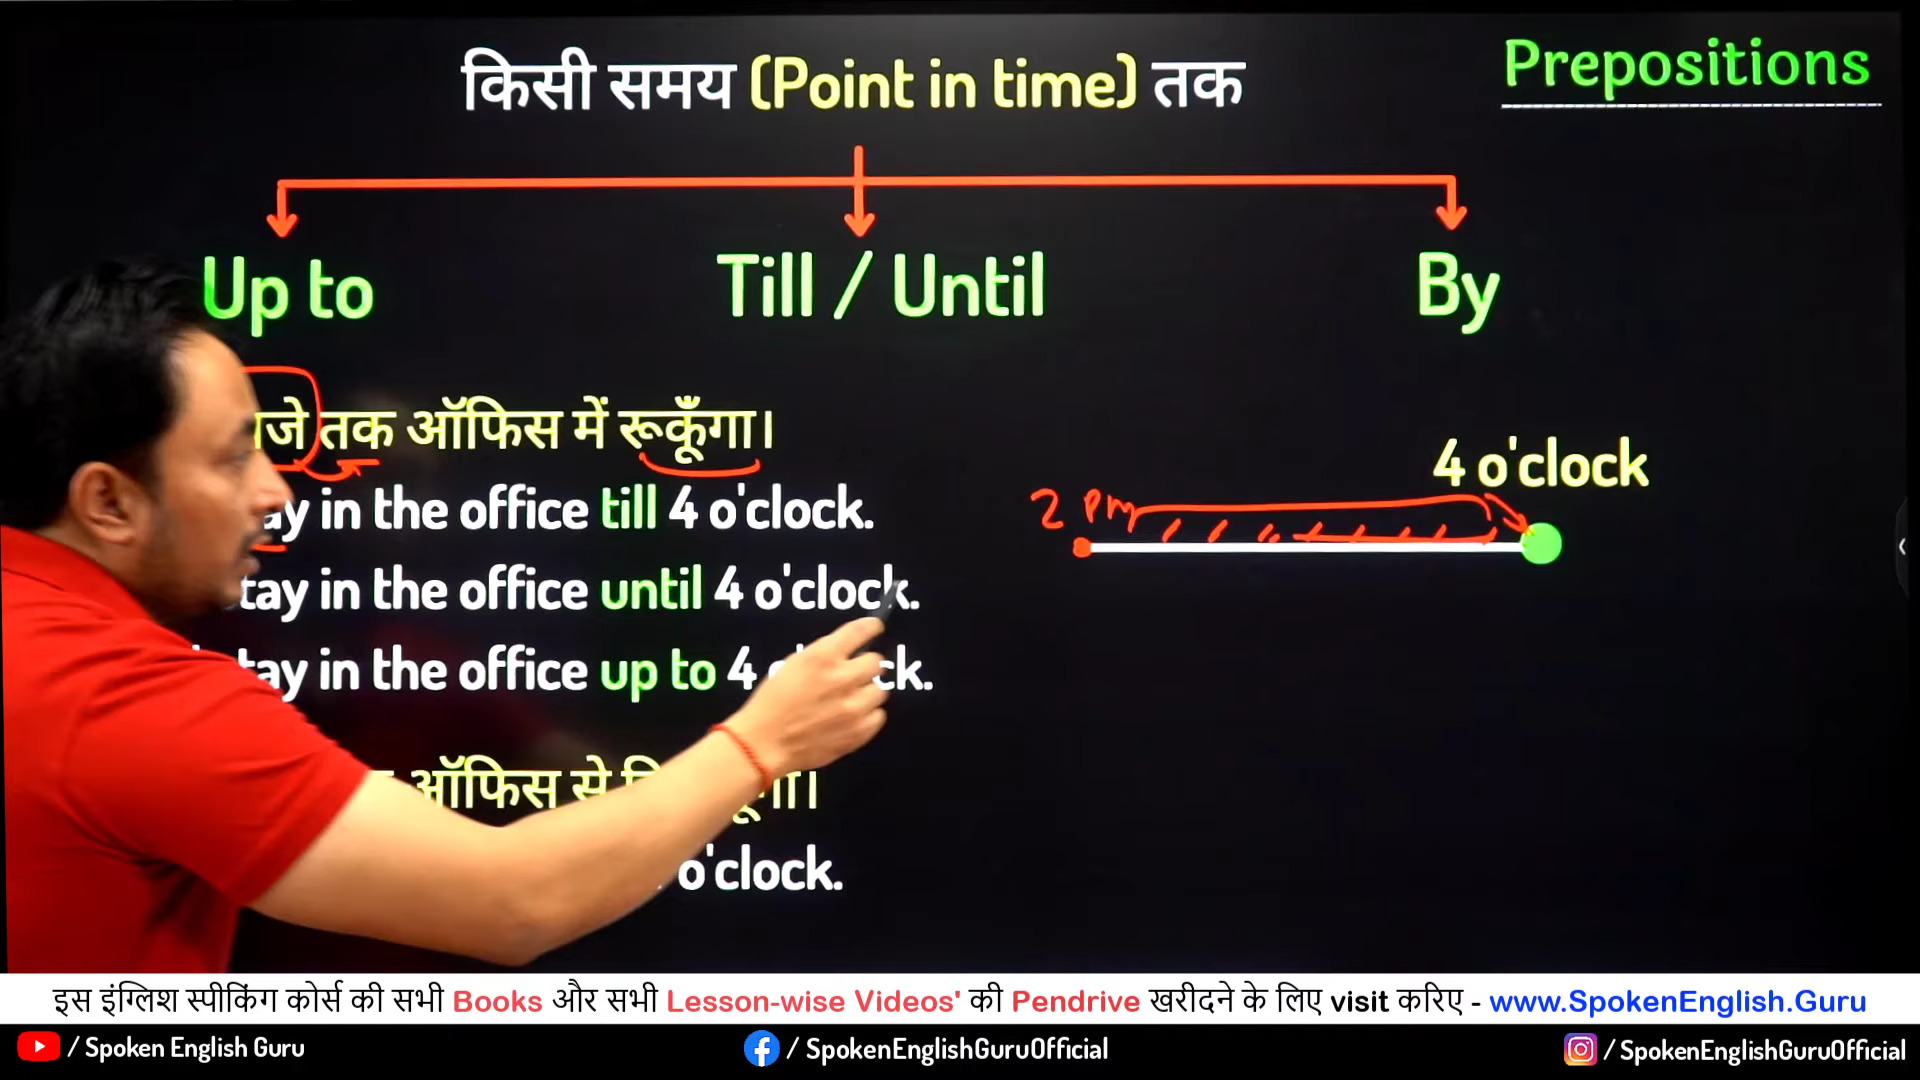 किसी समय (Point in time) तक
Prepositions
Up to
Till / Until
By
तक ऑफिस में रूकूँगा।
4 o'clock
in the office till 4 o'clock.
2 PM
in the office until 4 o'clock.
in the office up to 4
ऑफिस से
o'clock.
इस इंग्लिश स्पीकिंग कोर्स की सभी Books और सभी Lesson-wise Videos' की Pendrive खरीदने के लिए visit करिए - www.SpokenEnglish.Guru
/ Spoken English Guru
/ SpokenEnglishGuruOfficial
/ SpokenEnglishGuruOfficial